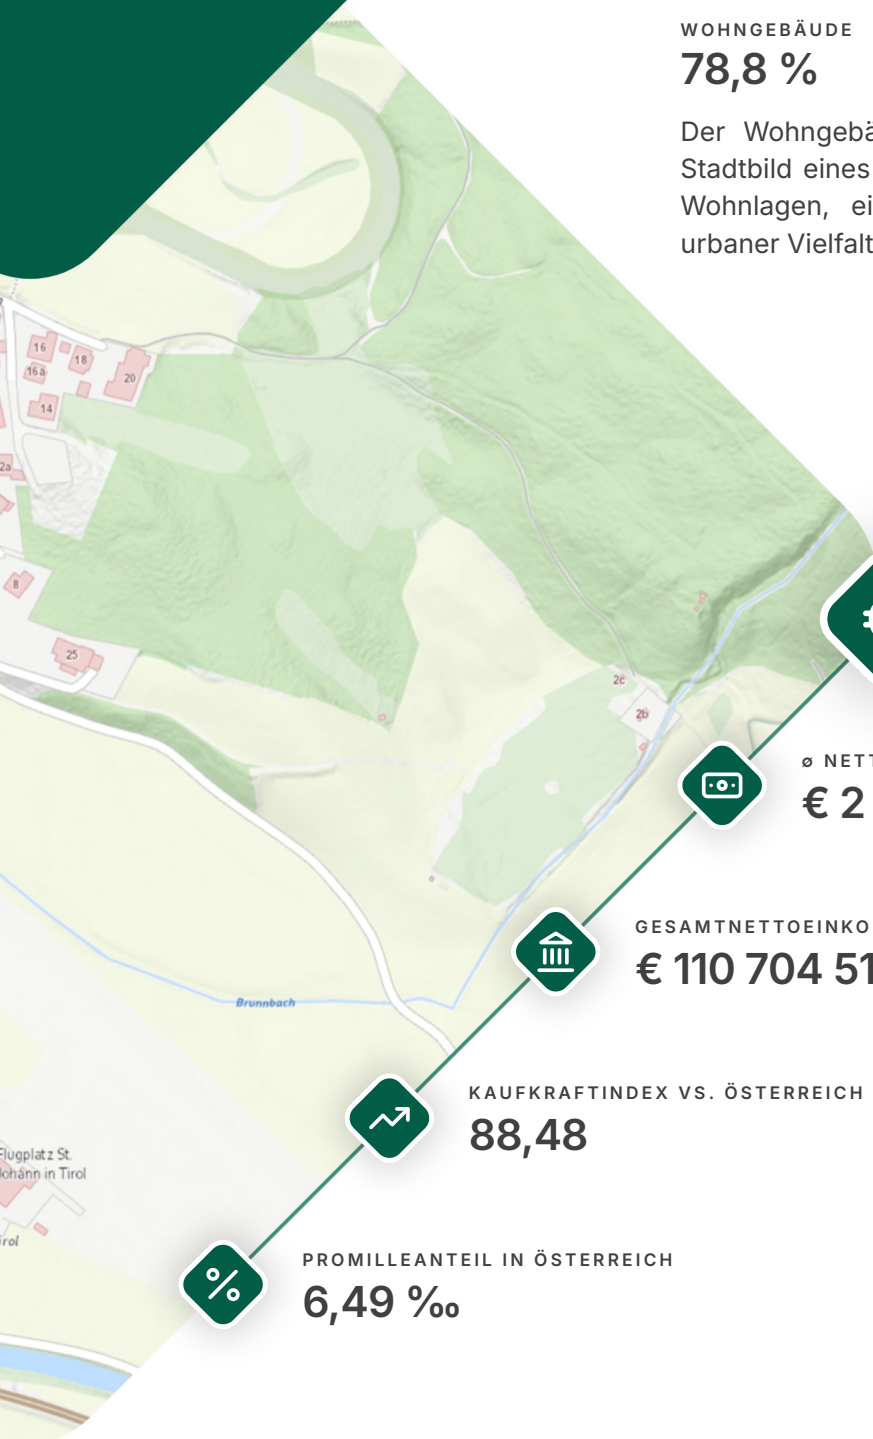 WOHNGEBÄUDE
78,8 %
Der Wohngebä
Stadtbild eines
Wohnlagen, ei
urbaner Vielfalt
16
18
16a
20
14
2a
8
25
2c
2b
ø NETT
€ 2
GESAMTNETTOEINKO
€ 110 704 51
Brunnbach
KAUFKRAFTINDEX VS. ÖSTERREICH
88,48
Flugplatz St.
Johann in Tirol
irol
PROMILLEANTEIL IN ÖSTERREICH
6,49 ‰